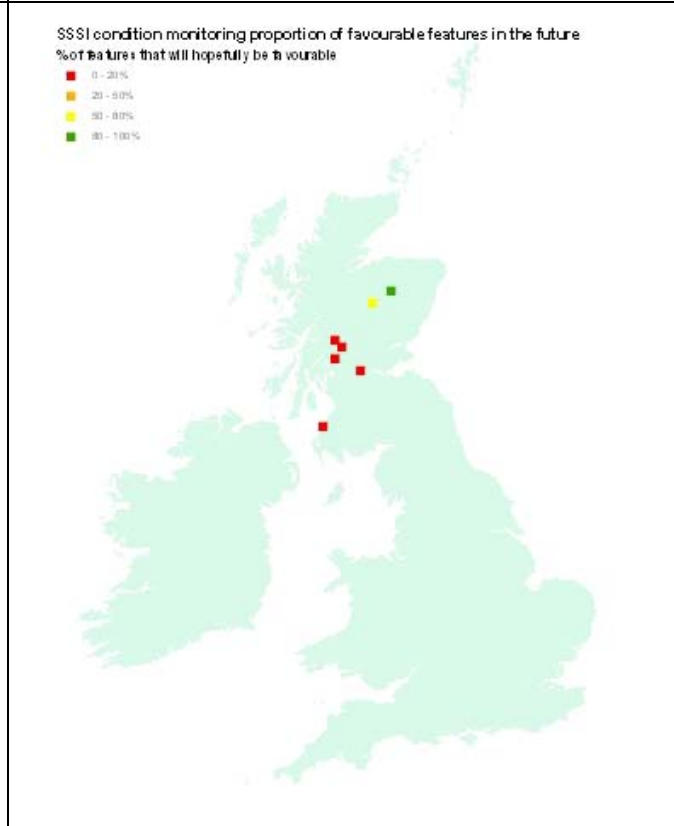 SSSI condition monitoring proportion of favourable features in the future
% of features that will hopefully be favourable
0 - 20%
20 - 50%
50 - 80%
80 - 100%